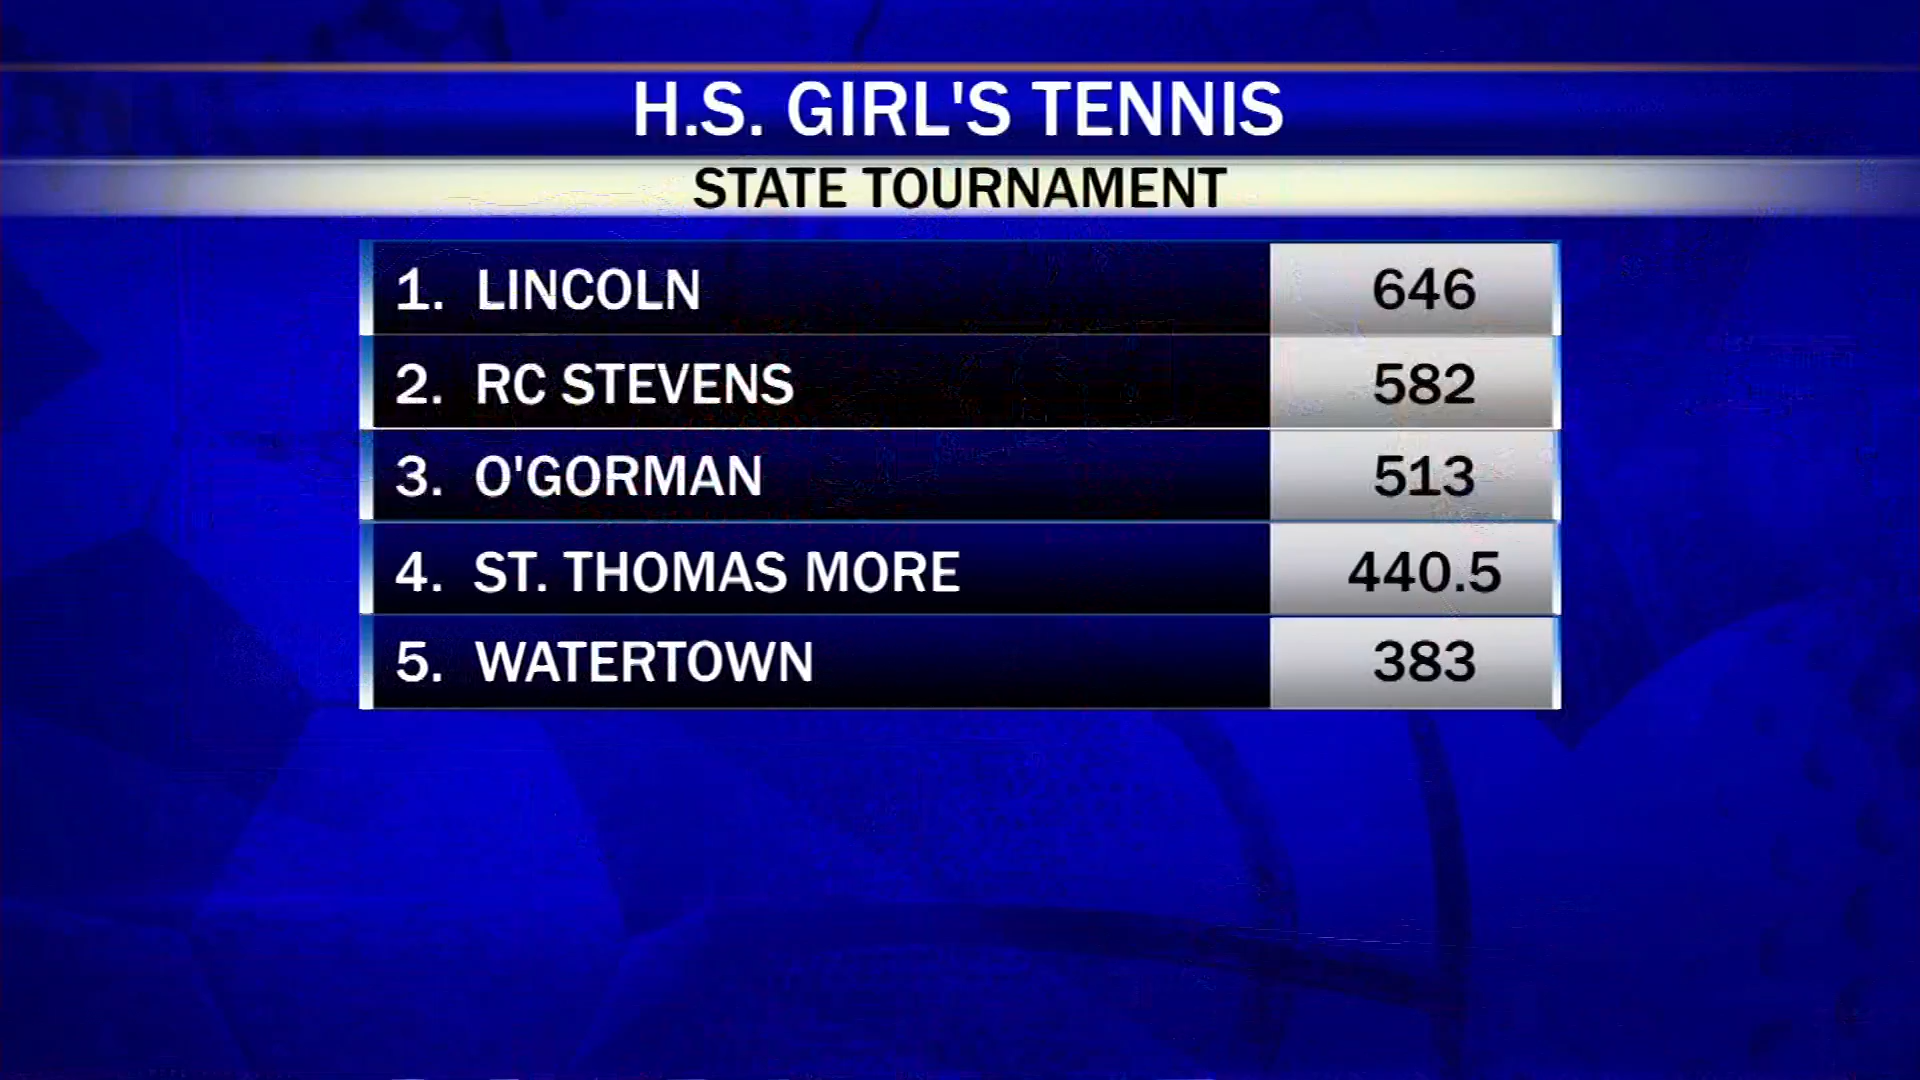 H.S. GIRL'S TENNIS
STATE TOURNAMENT
1. LINCOLN 646
2. RC STEVENS 582
3. O'GORMAN 513
4. ST. THOMAS MORE 440.5
5. WATERTOWN 383